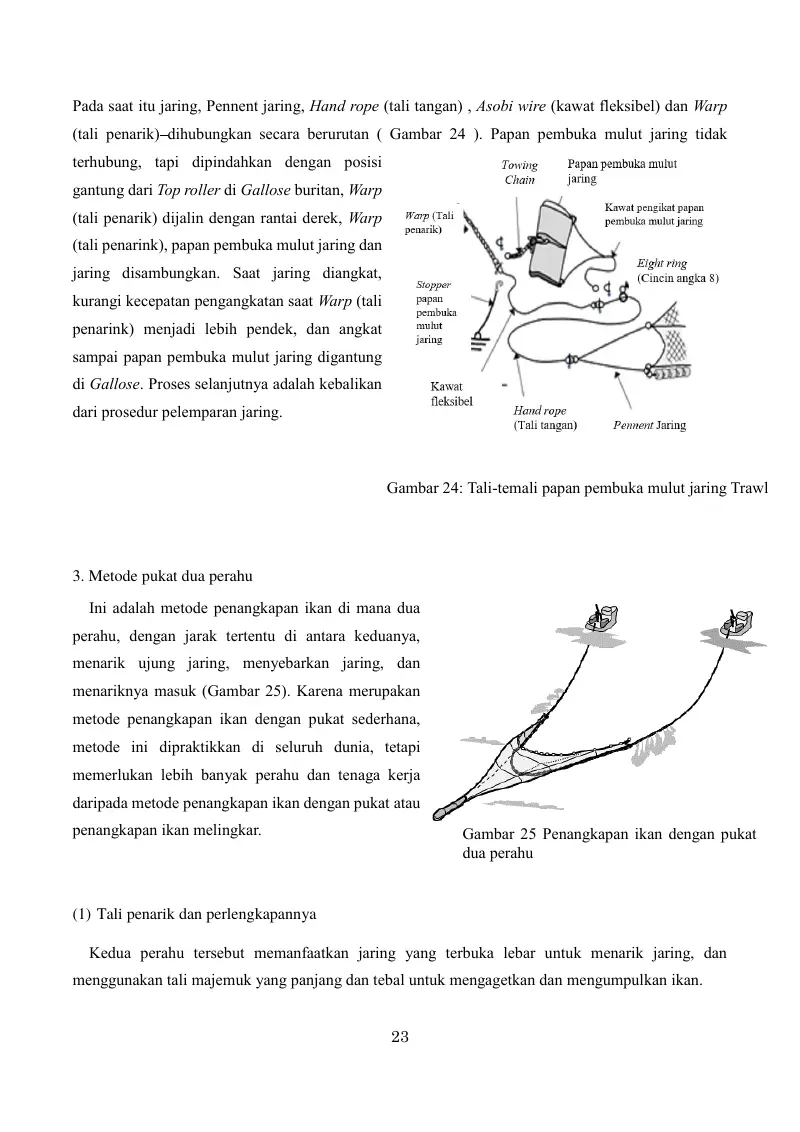 Pada saat itu jaring, Pennent jaring, Hand rope (tali tangan) , Asobi wire (kawat fleksibel) dan Warp
(tali penarik)–dihubungkan secara berurutan ( Gambar 24 ). Papan pembuka mulut jaring tidak
terhubung, tapi dipindahkan dengan posisi
gantung dari Top roller di Gallose buritan, Warp
(tali penarik) dijalin dengan rantai derek, Warp
(tali penarink), papan pembuka mulut jaring dan
jaring disambungkan. Saat jaring diangkat,
kurangi kecepatan pengangkatan saat Warp (tali
penarink) menjadi lebih pendek, dan angkat
sampai papan pembuka mulut jaring digantung
di Gallose. Proses selanjutnya adalah kebalikan
dari prosedur pelemparan jaring.
Towing
Chain
Papan pembuka mulut
jaring
Warp (Tali
penarik)
Kawat pengikat papan
pembuka mulut jaring
Eight ring
(Cincin angka 8)
Stopper
papan
pembuka
mulut
jaring
Kawat
fleksibel
Hand rope
(Tali tangan)
Pennent Jaring
Gambar 24: Tali-temali papan pembuka mulut jaring Trawl
3. Metode pukat dua perahu
Ini adalah metode penangkapan ikan di mana dua
perahu, dengan jarak tertentu di antara keduanya,
menarik ujung jaring, menyebarkan jaring, dan
menariknya masuk (Gambar 25). Karena merupakan
metode penangkapan ikan dengan pukat sederhana,
metode ini dipraktikkan di seluruh dunia, tetapi
memerlukan lebih banyak perahu dan tenaga kerja
daripada metode penangkapan ikan dengan pukat atau
penangkapan ikan melingkar.
Gambar 25 Penangkapan ikan dengan pukat
dua perahu
(1) Tali penarik dan perlengkapannya
Kedua perahu tersebut memanfaatkan jaring yang terbuka lebar untuk menarik jaring, dan
menggunakan tali majemuk yang panjang dan tebal untuk mengagetkan dan mengumpulkan ikan.
23